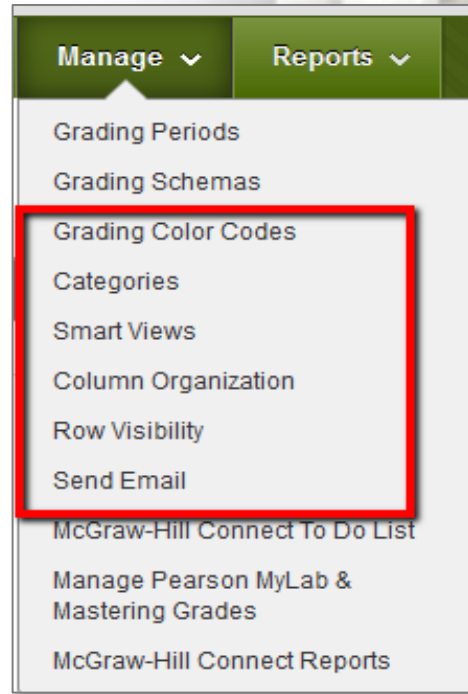 Manage Reports
Grading Periods
Grading Schemas
Grading Color Codes
Categories
Smart Views
Column Organization
Row Visibility
Send Email
McGraw-Hill Connect To Do List
Manage Pearson MyLab &
Mastering Grades
McGraw-Hill Connect Reports